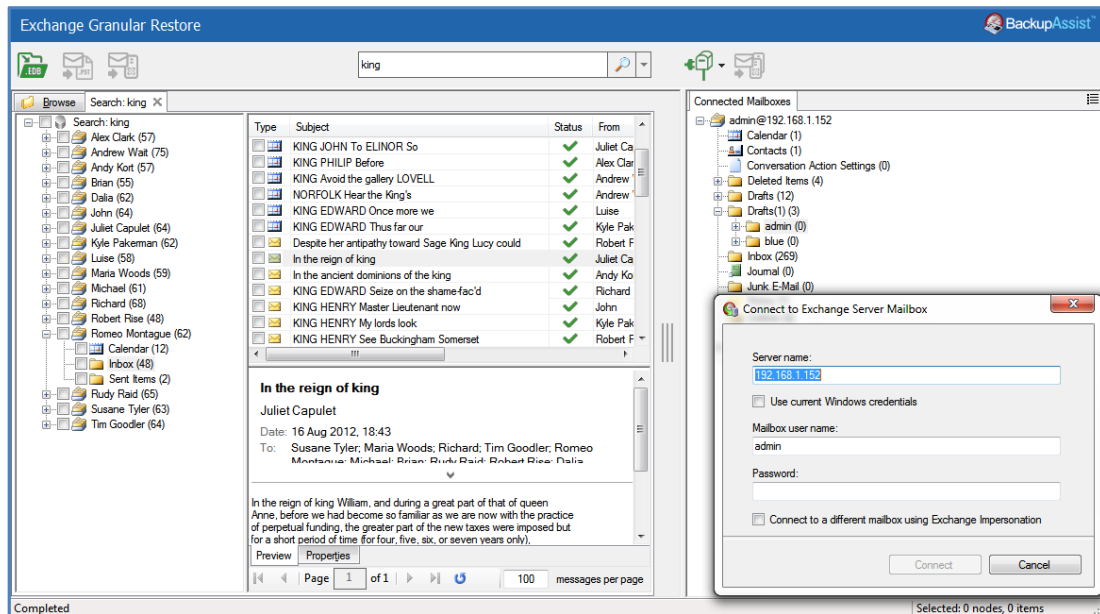 Exchange Granular Restore
BackupAssist™
.EDB
.PST
king
Browse
Search: king
Search: king
Alex Clark (57)
Andrew Wait (75)
Andy Kort (57)
Brian (55)
Dalia (62)
John (64)
Juliet Capulet (64)
Kyle Pakerman (62)
Luise (58)
Maria Woods (59)
Michael (61)
Richard (68)
Robert Rise (48)
Romeo Montague (62)
Calendar (12)
Inbox (48)
Sent Items (2)
Rudy Raid (65)
Susane Tyler (63)
Tim Goodler (64)
Type Subject Status From
KING JOHN To ELINOR So Juliet Ca
KING PHILIP Before Alex Clar
KING Avoid the gallery LOVELL Andrew
NORFOLK Hear the King's Andrew
KING EDWARD Once more we Luise
KING EDWARD Thus far our Kyle Pak
Despite her antipathy toward Sage King Lucy could Robert F
In the reign of king Juliet Ca
In the ancient dominions of the king Andy Ko
KING EDWARD Seize on the shame-fac'd Richard
KING HENRY Master Lieutenant now John
KING HENRY My lords look Kyle Pak
KING HENRY See Buckingham Somerset Robert F
In the reign of king
Juliet Capulet
Date: 16 Aug 2012, 18:43
To: Susane Tyler; Maria Woods; Richard; Tim Goodler; Romeo
Montague; Michael; Brian; Rudy Raid; Robert Rise; Dalia
In the reign of king William, and during a great part of that of queen
Anne, before we had become so familiar as we are now with the practice
of perpetual funding, the greater part of the new taxes were imposed but
for a short period of time (for four, five, six, or seven years only),
Preview Properties
Page 1 of 1 100 messages per page
Connected Mailboxes
admin@192.168.1.152
Calendar (1)
Contacts (1)
Conversation Action Settings (0)
Deleted Items (4)
Drafts (12)
Drafts(1) (3)
admin (0)
blue (0)
Inbox (269)
Journal (0)
Junk E-Mail (0)
Connect to Exchange Server Mailbox
Server name:
192.168.1.152
Use current Windows credentials
Mailbox user name:
admin
Password:
Connect to a different mailbox using Exchange Impersonation
Connect Cancel
Completed
Selected: 0 nodes, 0 items